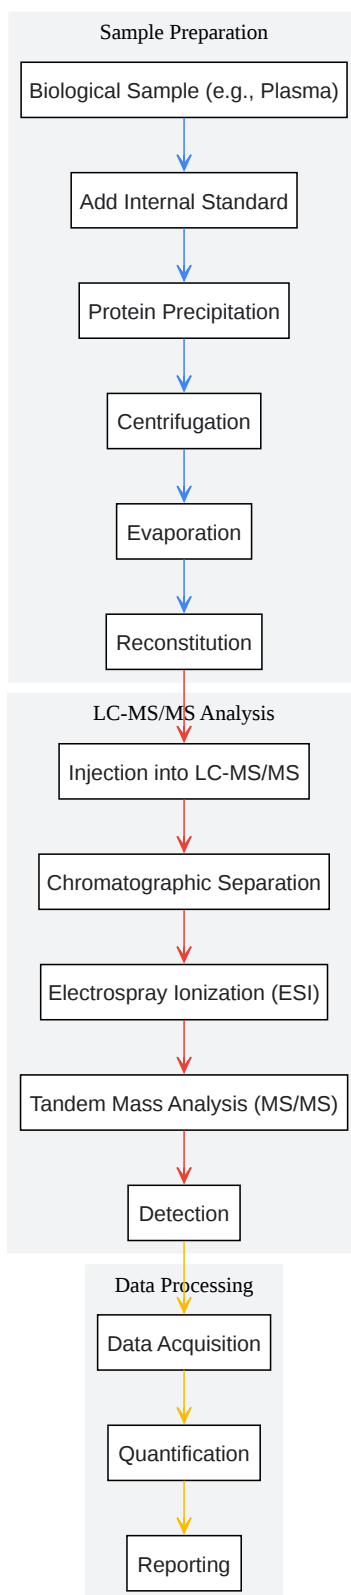 Sample Preparation
Biological Sample (e.g., Plasma)
Add Internal Standard
Protein Precipitation
Centrifugation
Evaporation
Reconstitution
LC-MS/MS Analysis
Injection into LC-MS/MS
Chromatographic Separation
Electrospray Ionization (ESI)
Tandem Mass Analysis (MS/MS)
Detection
Data Processing
Data Acquisition
Quantification
Reporting